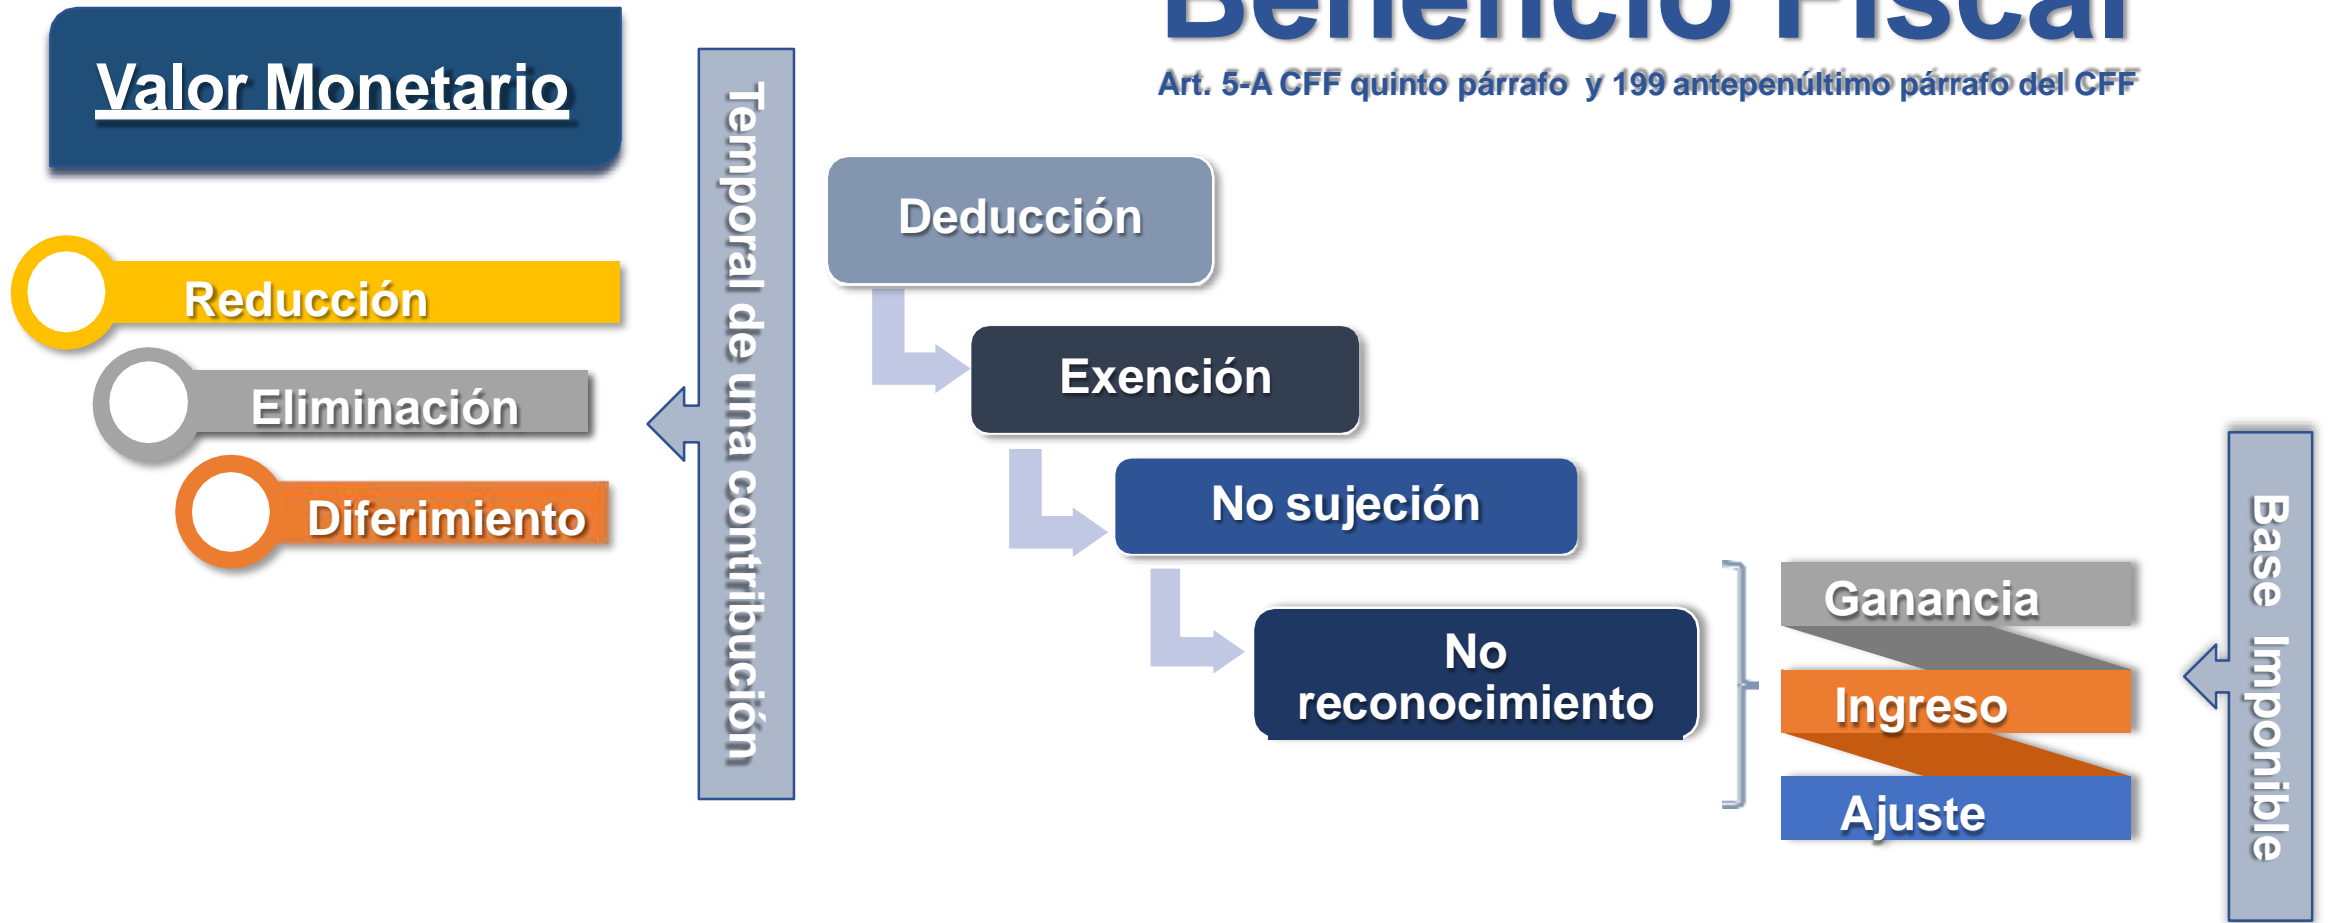 Beneficio Fiscal
Art. 5-A CFF quinto párrafo y 199 antepenúltimo párrafo del CFF
Valor Monetario
Reducción
Eliminación
Diferimiento
Temporal de una contribución
Deducción
Exención
No sujeción
No
reconocimiento
Ganancia
Ingreso
Ajuste
Base Imponible